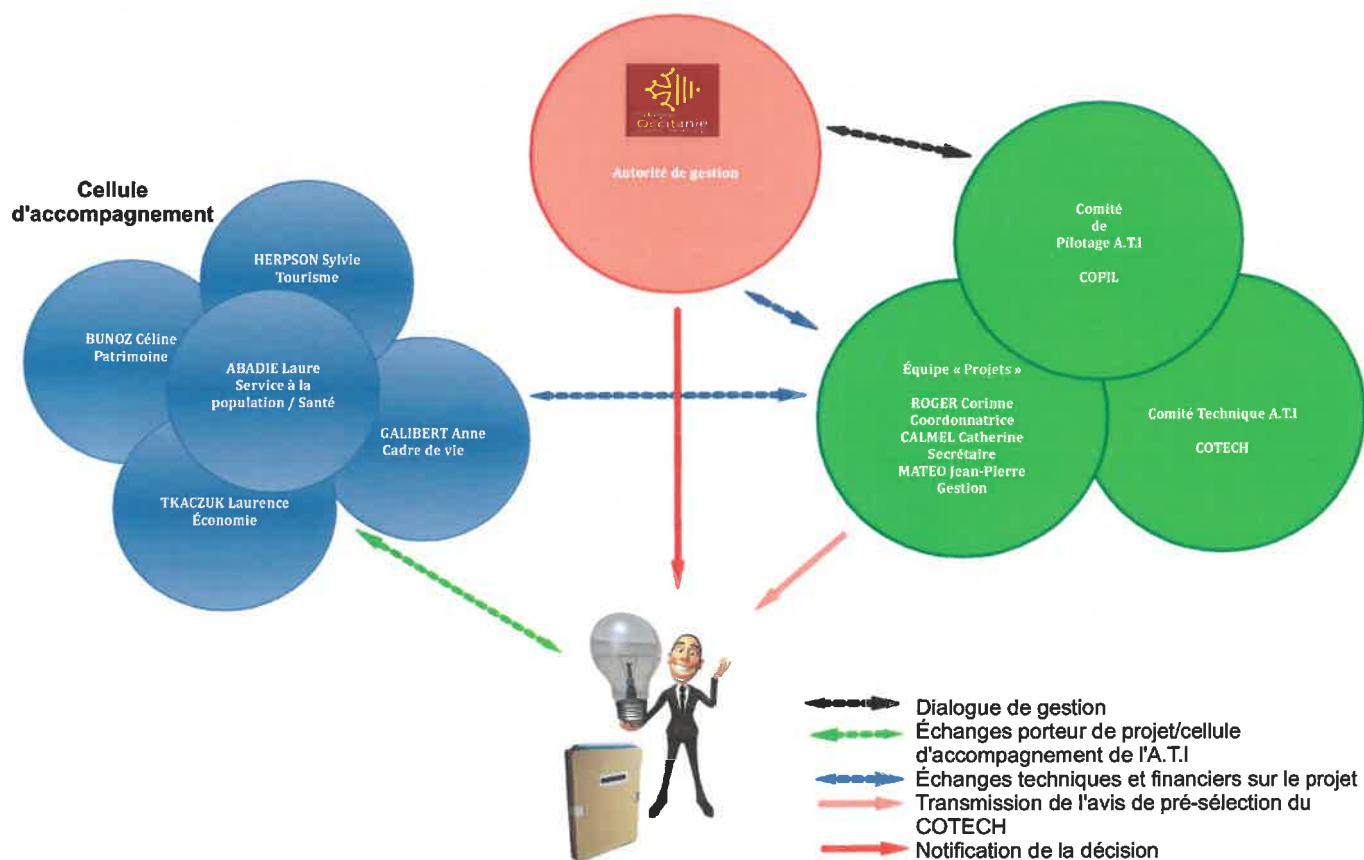 Occitanie
Autorité de gestion
Cellule
d'accompagnement
HERPSON Sylvie
Tourisme
BUNOZ Céline
Patrimoine
ABADIE Laure
Service à la
population / Santé
GALIBERT Anne
Cadre de vie
TKACZUK Laurence
Économie
Comité
de
Pilotage A.T.I
COPIL
Équipe « Projets »
ROGER Corinne
Coordonnatrice
CALMEL Catherine
Secrétaire
MATEO Jean-Pierre
Gestion
Comité Technique A.T.I
COTECH
Dialogue de gestion
Échanges porteur de projet/cellule
d'accompagnement de l'A.T.I
Échanges techniques et financiers sur le projet
Transmission de l'avis de pré-sélection du
COTECH
Notification de la décision